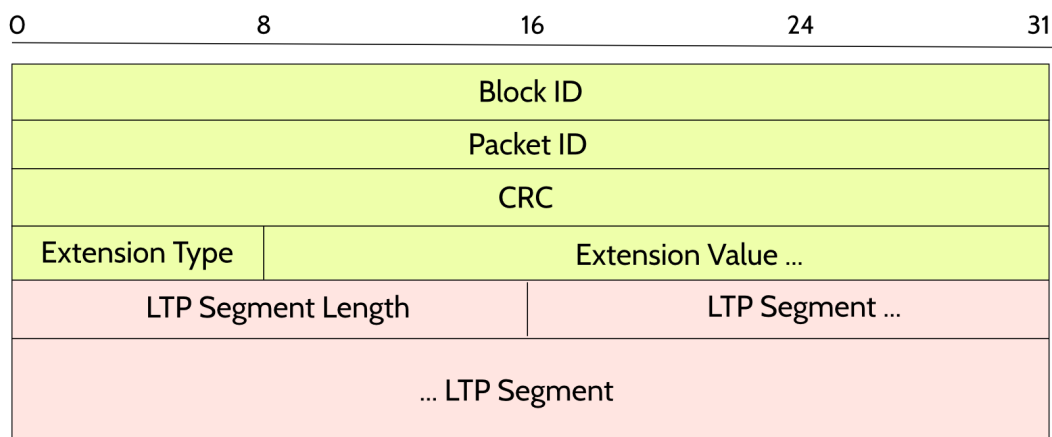 0 8 16 24 31
Block ID
Packet ID
CRC
Extension Type Extension Value ...
LTP Segment Length LTP Segment ...
... LTP Segment